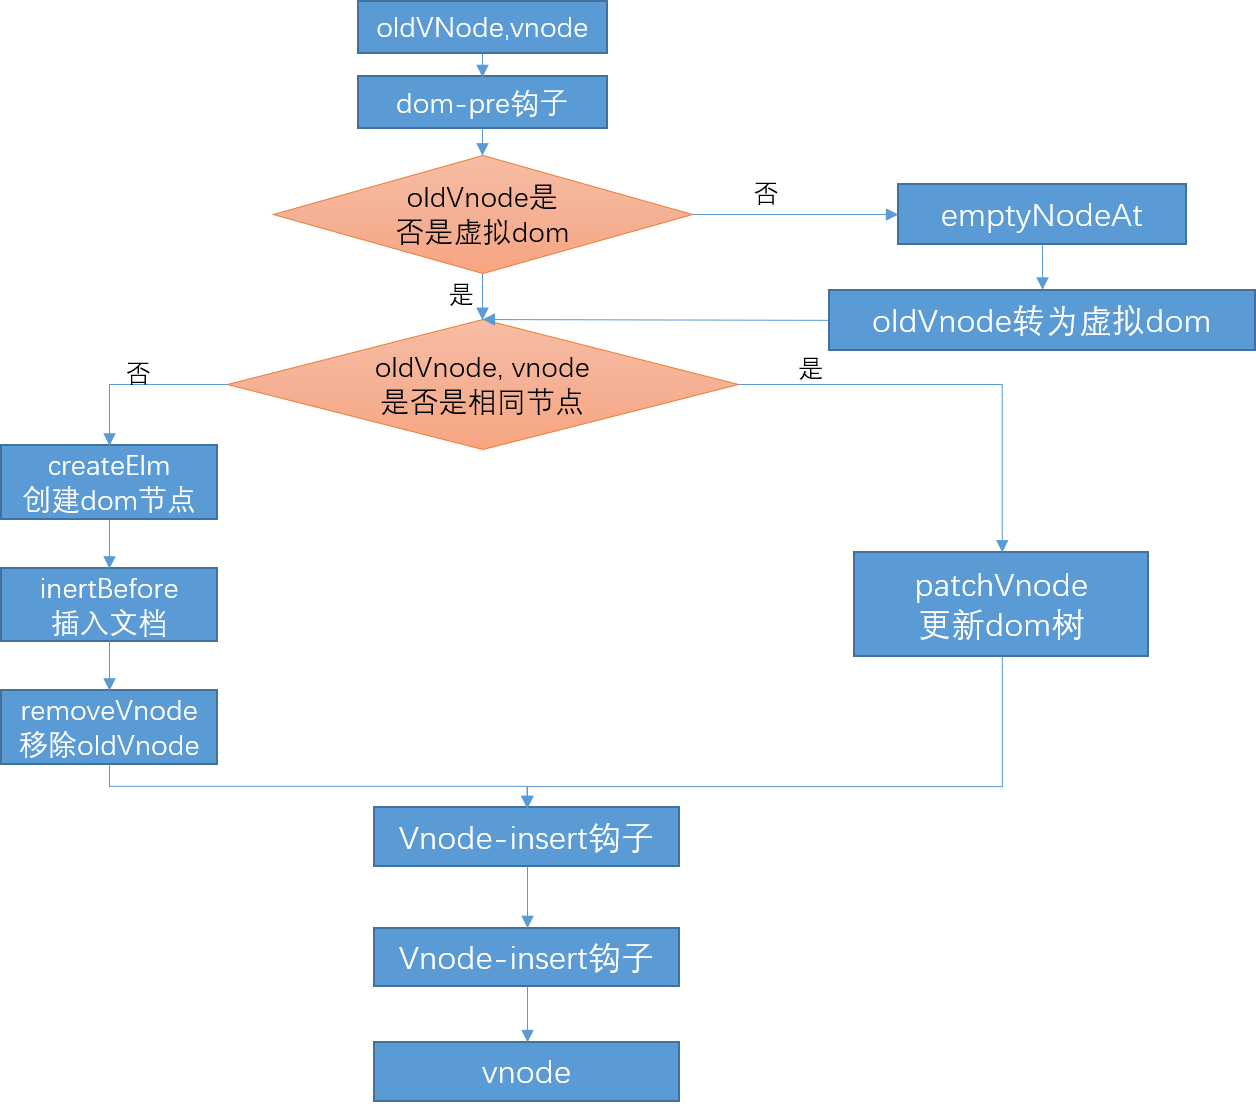 oldVNode,vnode
dom-pre钩子
oldVnode是
否是虚拟dom
否
emptyNodeAt
是
oldVnode转为虚拟dom
oldVnode, vnode
是否是相同节点
否
是
createElm
创建dom节点
inertBefore
插入文档
patchVnode
更新dom树
removeVnode
移除oldVnode
Vnode-insert钩子
Vnode-insert钩子
vnode